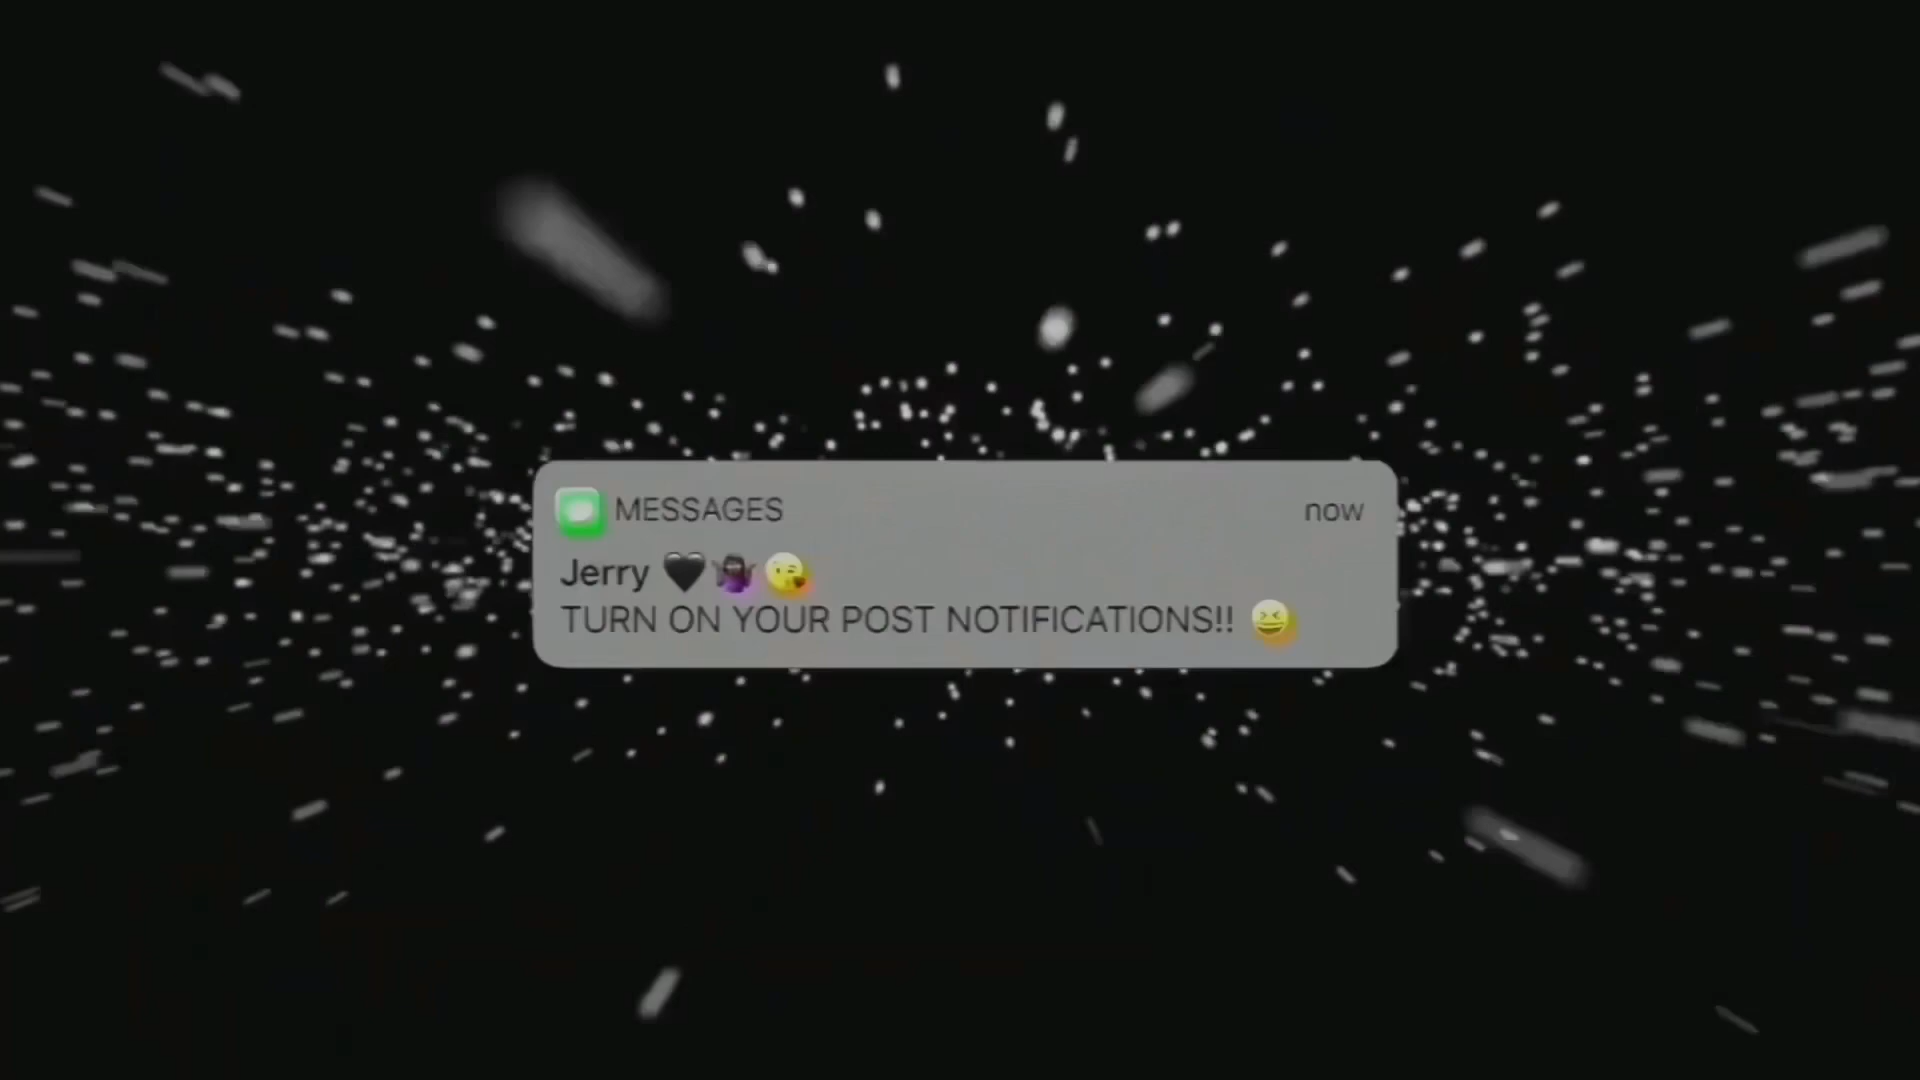 MESSAGES now
Jerry 🖤🤷🏿‍♀️😘
TURN ON YOUR POST NOTIFICATIONS!! 😆